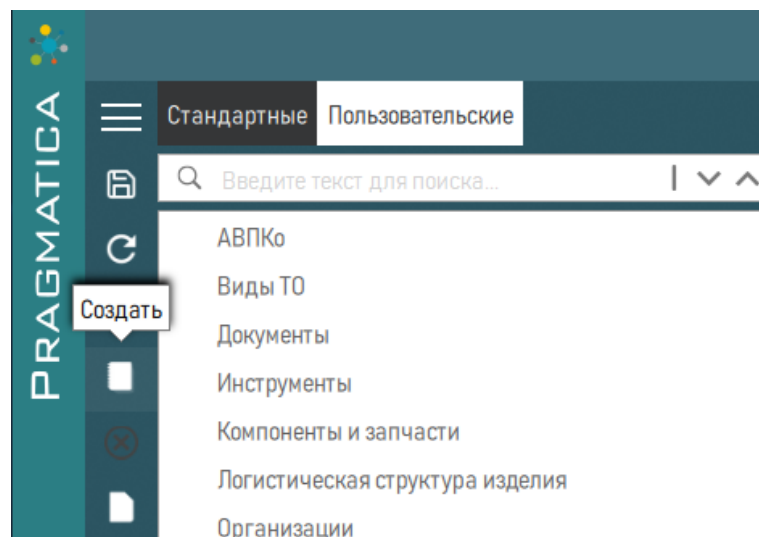 PRAGMATICA
Стандартные Пользовательские
Введите текст для поиска...
АВПКо
Виды ТО
Создать
Документы
Инструменты
Компоненты и запчасти
Логистическая структура изделия
Организации